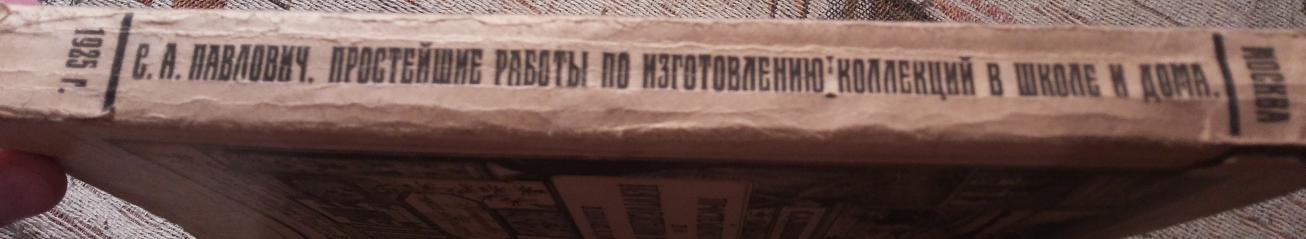 1925 г.
С. А. ПАВЛОВИЧ. ПРОСТЕЙШИЕ РАБОТЫ ПО ИЗГОТОВЛЕНИЮ КОЛЛЕКЦИЙ В ШКОЛЕ И ДОМА.
МОСКВА